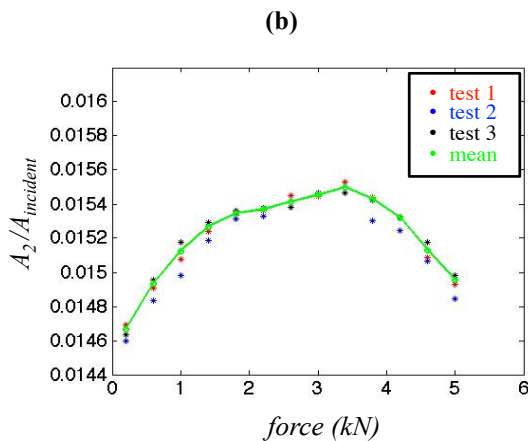 (b)
0.016
0.0158
0.0156
0.0154
0.0152
0.015
0.0148
0.0146
0.0144
0 1 2 3 4 5 6
A2/Aincident
force (kN)
test 1
test 2
test 3
mean